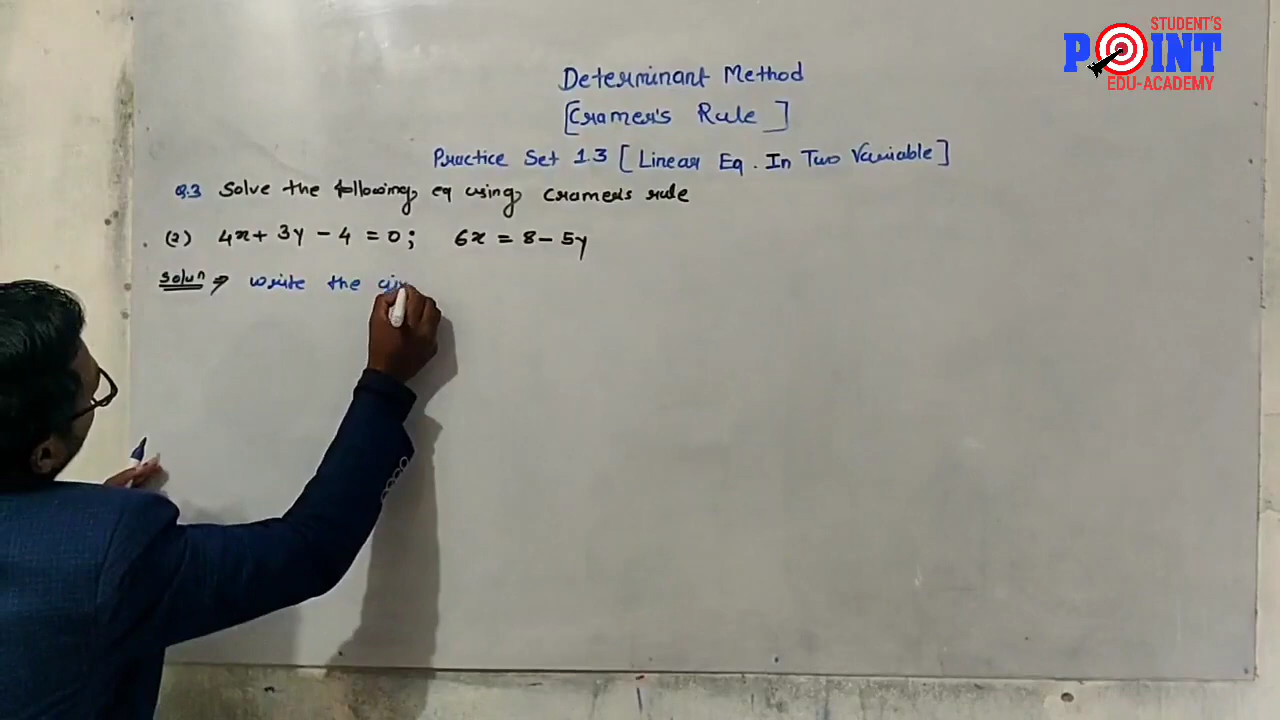 STUDENT'S
POINT
EDU-ACADEMY
Determinant Method
[Cramer's Rule]
Practice Set 1.3 [Linear Eq. In Two Variable]
Q.3 Solve the following eq using cramer's rule
(2) 4x + 3y - 4 = 0; 6x = 8 - 5y
Soluⁿ ⇒ write the